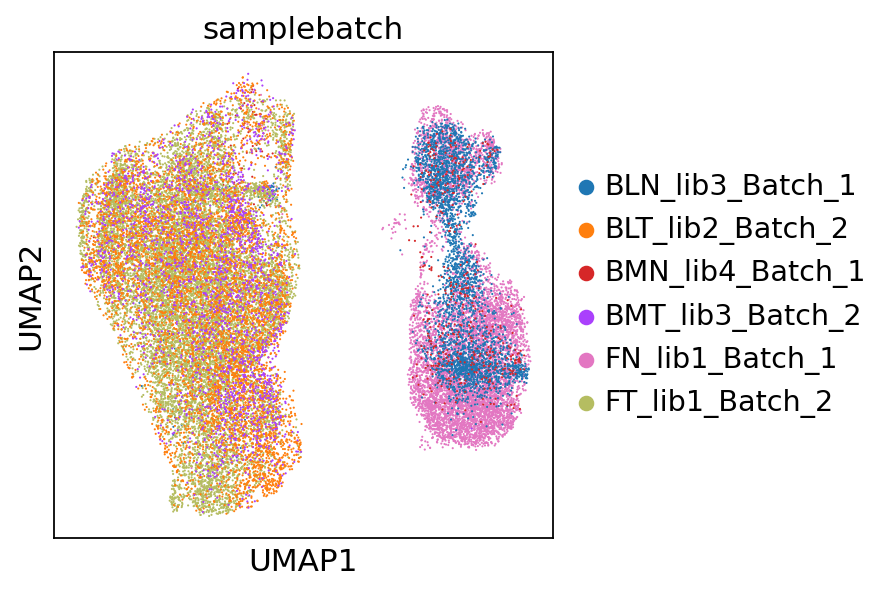 samplebatch
UMAP2
UMAP1
BLN_lib3_Batch_1
BLT_lib2_Batch_2
BMN_lib4_Batch_1
BMT_lib3_Batch_2
FN_lib1_Batch_1
FT_lib1_Batch_2